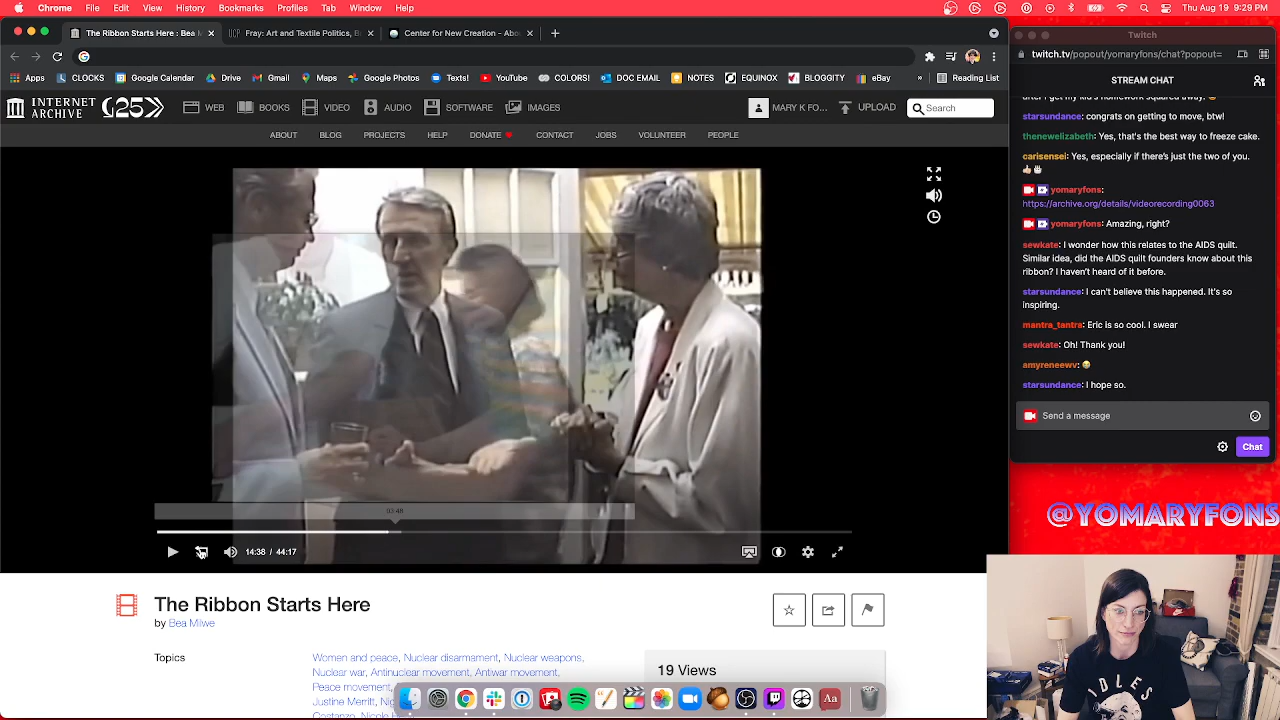 Chrome File Edit View History Bookmarks Profiles Tab Window Help
Thu Aug 19 9:29 PM
The Ribbon Starts Here : Bea M
Fray: Art and Textile Politics, B
Center for New Creation - Abou
Apps CLOCKS Google Calendar Drive Map Google Photos Texts! YouTube COLORS! DOC EMAIL NOTES EQUINOX BLOGGITY eBay » Reading List
INTERNET ARCHIVE 25 WEB BOOKS VIDEO AUDIO SOFTWARE IMAGES MARY K FO... UPLOAD Search
ABOUT BLOG PROJECTS HELP DONATE CONTACT JOBS VOLUNTEER PEOPLE
03:48
14:38 / 44:17
The Ribbon Starts Here
by Bea Milwe
Topics
Women and peace, Nuclear disarmament, Nuclear weapons,
Nuclear war, Antinuclear movement, Antiwar movement,
Peace movement,
Justine Merritt,
19 Views
Aa
Twitch
twitch.tv/popout/yomaryfons/chat?popout=
STREAM CHAT
after I get my kid's homework squared away.
starsundance: congrats on getting to move, btw!
thenewelizabeth: Yes, that's the best way to freeze cake.
carisensei: Yes, especially if there's just the two of you.
yomaryfons:
https://archive.org/details/videorecording0063
yomaryfons: Amazing, right?
sewkate: I wonder how this relates to the AIDS quilt.
Similar idea, did the AIDS quilt founders know about this
ribbon? I haven't heard of it before.
starsundance: I can't believe this happened. It's so
inspiring.
mantra_tantra: Eric is so cool. I swear
sewkate: Oh! Thank you!
amyreneewv:
starsundance: I hope so.
Send a message
Chat
@YOMARYFONS